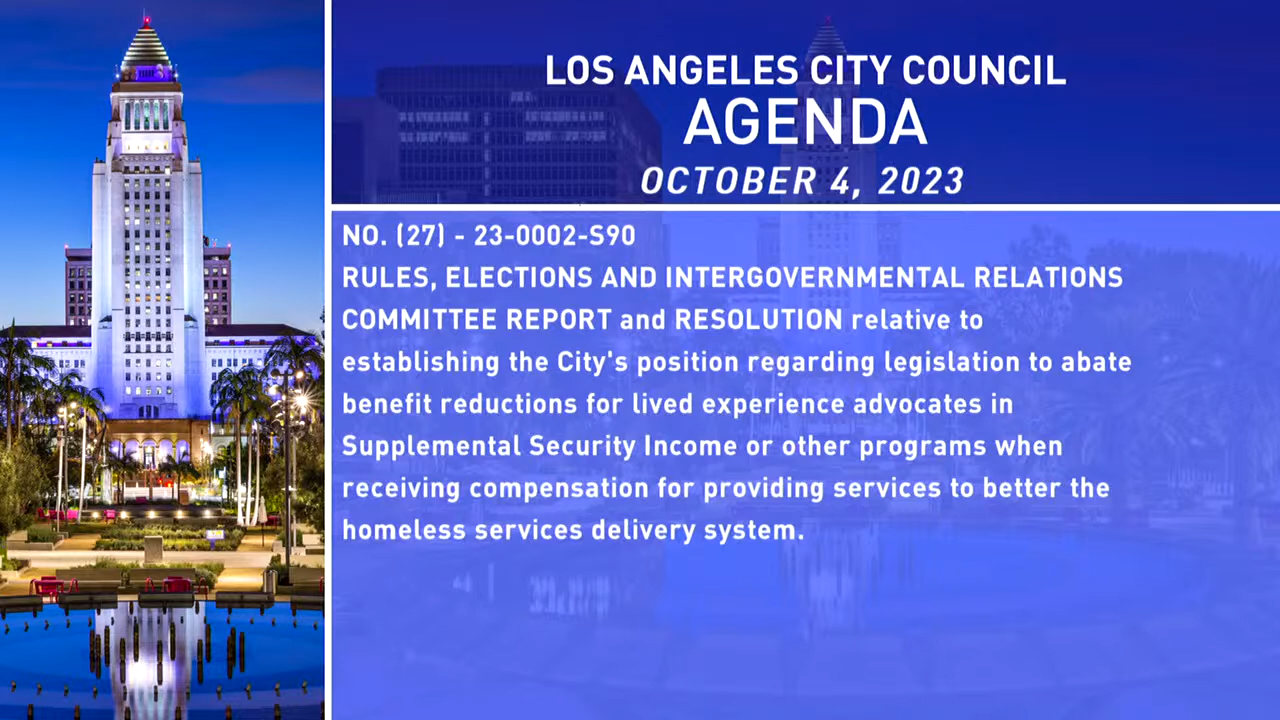 LOS ANGELES CITY COUNCIL
AGENDA
OCTOBER 4, 2023
NO. (27) - 23-0002-S90
RULES, ELECTIONS AND INTERGOVERNMENTAL RELATIONS
COMMITTEE REPORT and RESOLUTION relative to
establishing the City's position regarding legislation to abate
benefit reductions for lived experience advocates in
Supplemental Security Income or other programs when
receiving compensation for providing services to better the
homeless services delivery system.